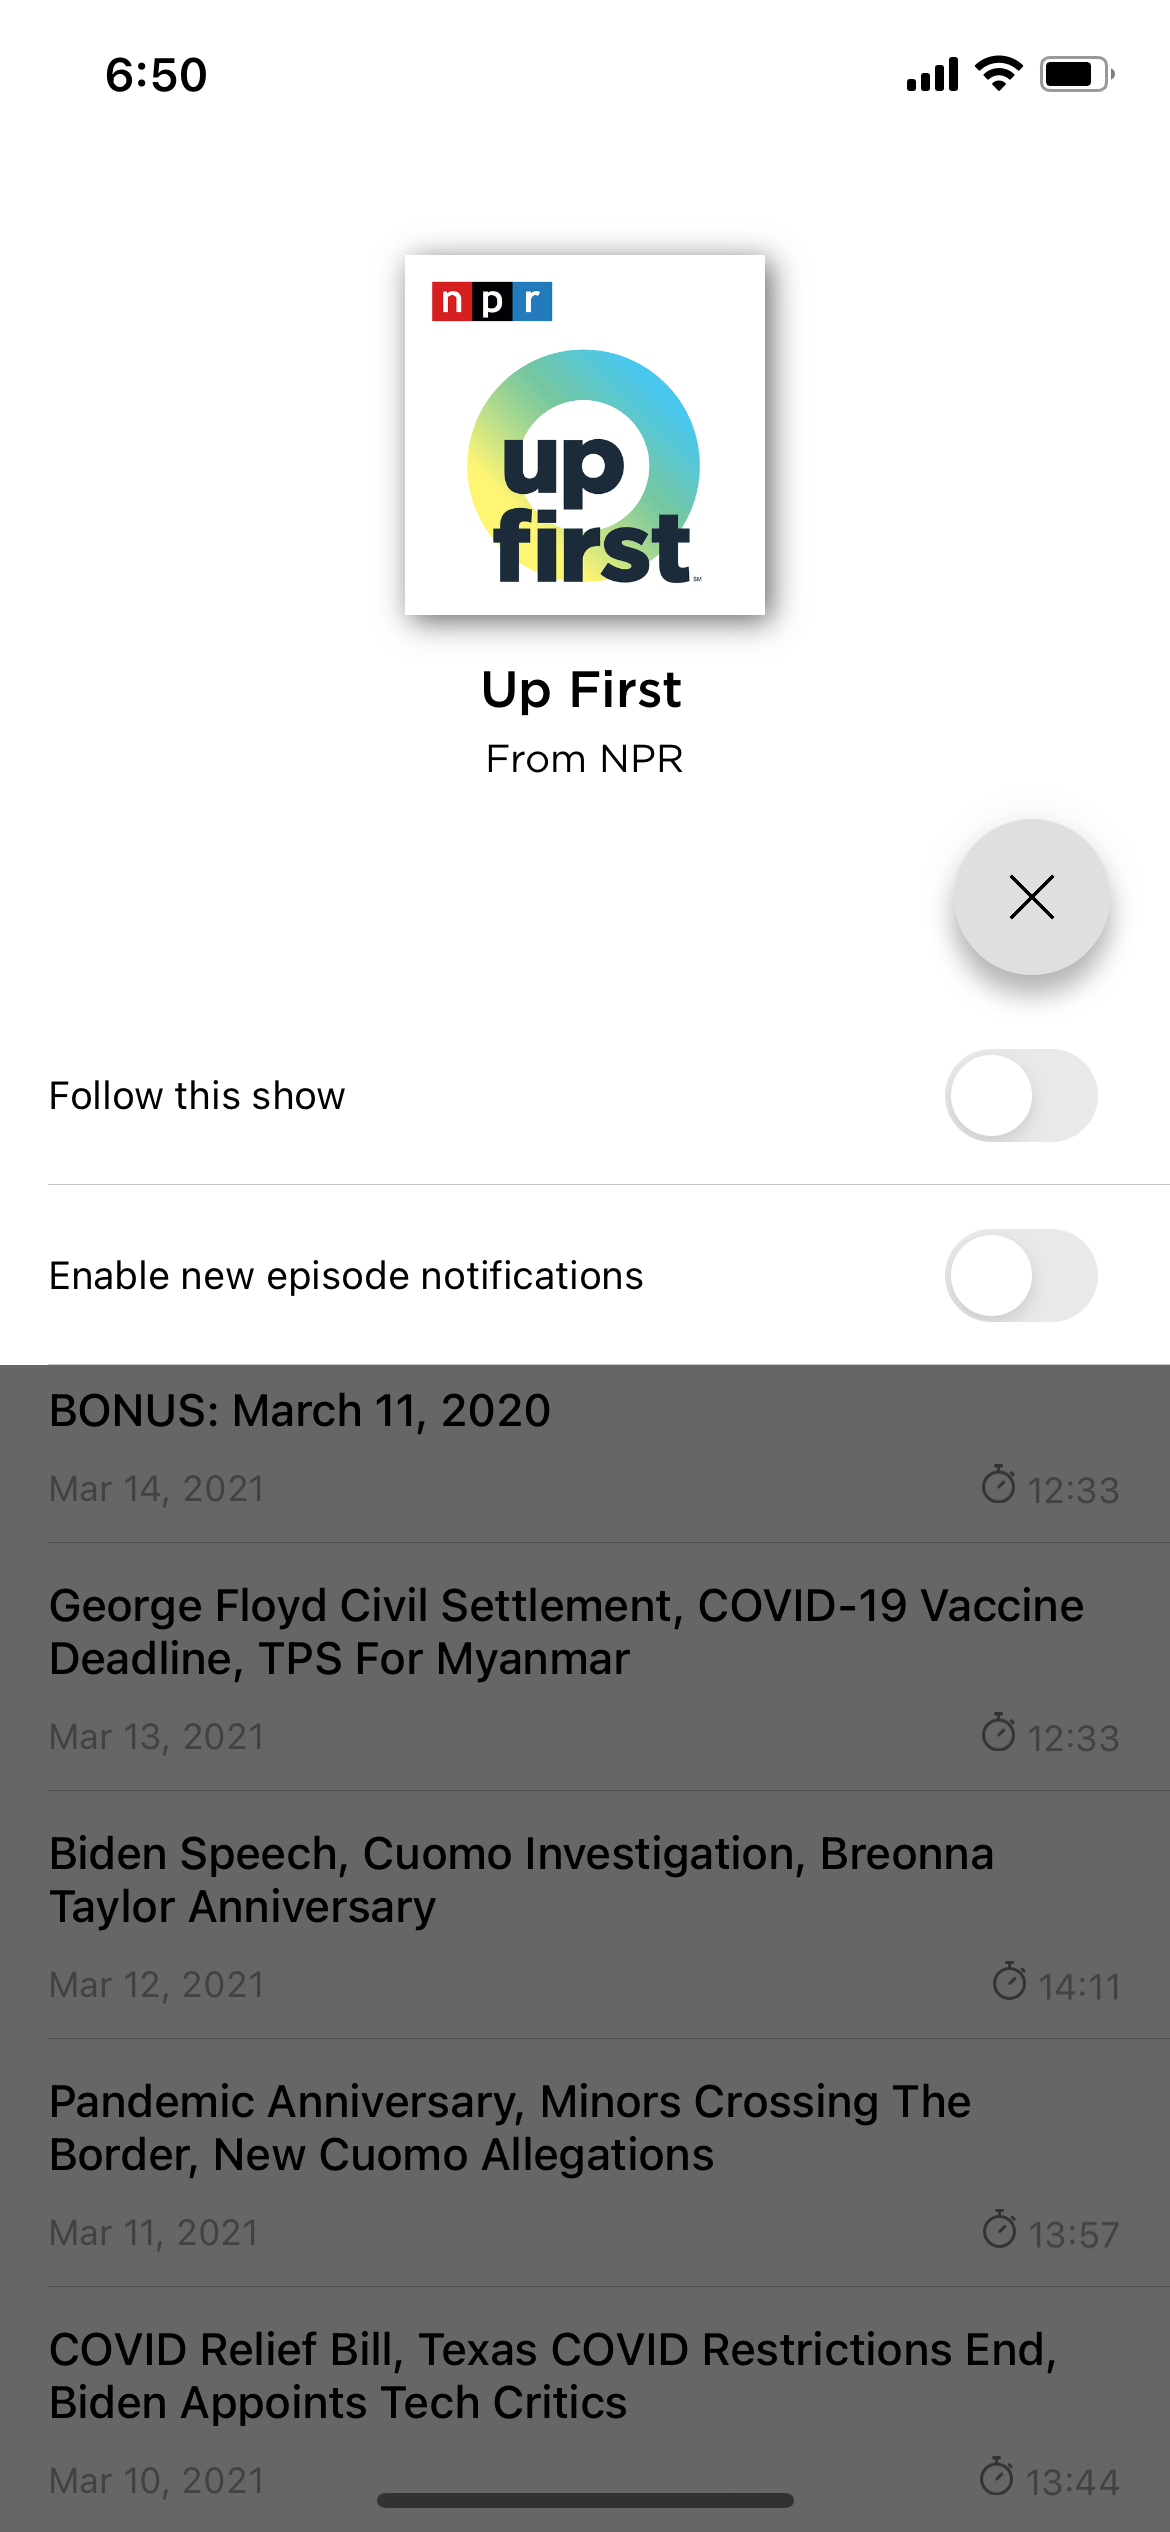 6:50
npr
up
first
SM
Up First
From NPR
Follow this show
Enable new episode notifications
BONUS: March 11, 2020
Mar 14, 2021
12:33
George Floyd Civil Settlement, COVID-19 Vaccine
Deadline, TPS For Myanmar
Mar 13, 2021
12:33
Biden Speech, Cuomo Investigation, Breonna
Taylor Anniversary
Mar 12, 2021
14:11
Pandemic Anniversary, Minors Crossing The
Border, New Cuomo Allegations
Mar 11, 2021
13:57
COVID Relief Bill, Texas COVID Restrictions End,
Biden Appoints Tech Critics
Mar 10, 2021
13:44